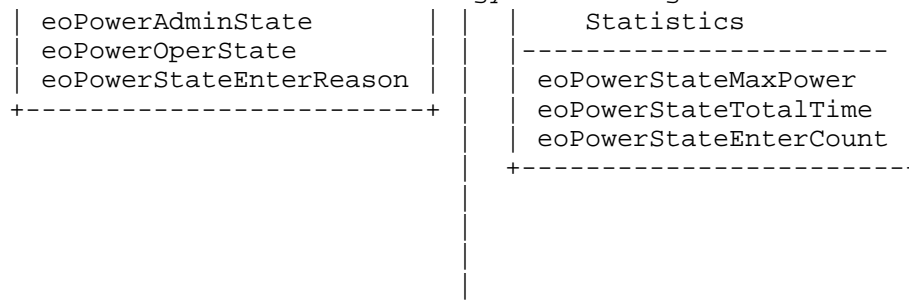 | eoPowerAdminState | | | Statistics
| eoPowerOperState | | |-----------------------
| eoPowerStateEnterReason | | | eoPowerStateMaxPower
+--------------------------+ | | eoPowerStateTotalTime
| | eoPowerStateEnterCount
| +-------------------------
|
|
|
|